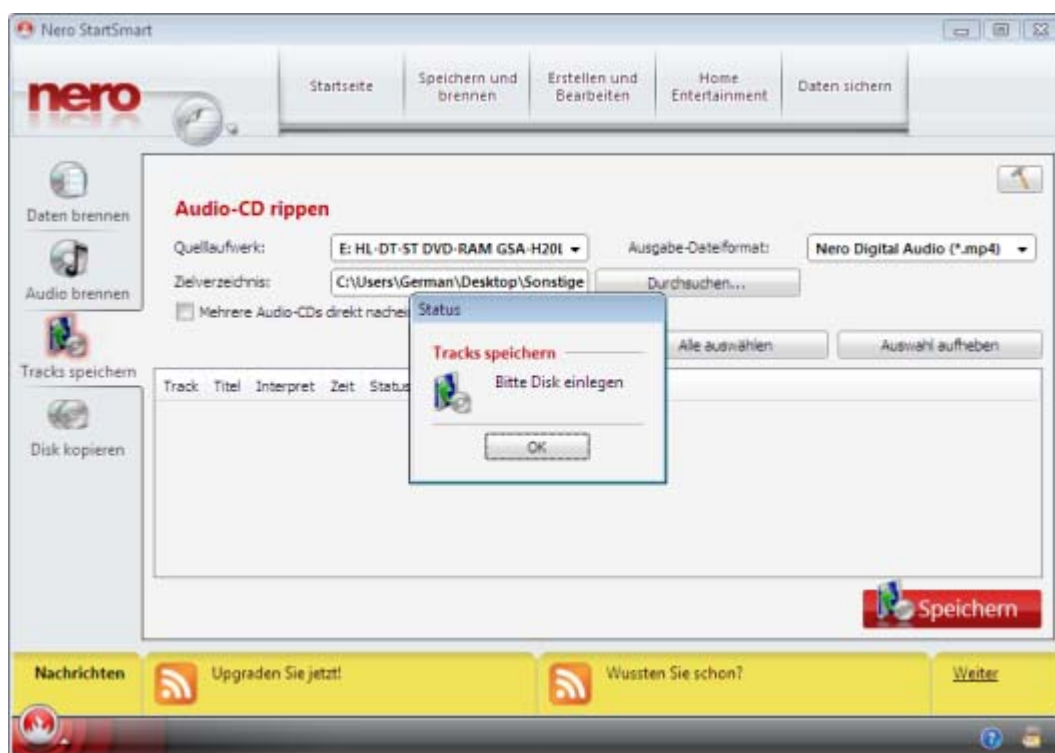 Nero StartSmart
nero
Startseite
Speichern und
brennen
Erstellen und
Bearbeiten
Home
Entertainment
Daten sichern
Daten brennen
Audio brennen
Tracks speichern
Disk kopieren
Audio-CD rippen
Quellaufwerk:
E: HL-DT-ST DVD-RAM GSA-H20L
Ausgabe-Dateiformat:
Nero Digital Audio (*.mp4)
Zielverzeichnis:
C:\Users\German\Desktop\Sonstige
Durchsuchen...
Mehrere Audio-CDs direkt nachei
Alle auswählen
Auswahl aufheben
Track Titel Interpret Zeit Status
Status
Tracks speichern
Bitte Disk einlegen
OK
Speichern
Nachrichten
Upgraden Sie jetzt!
Wussten Sie schon?
Weiter